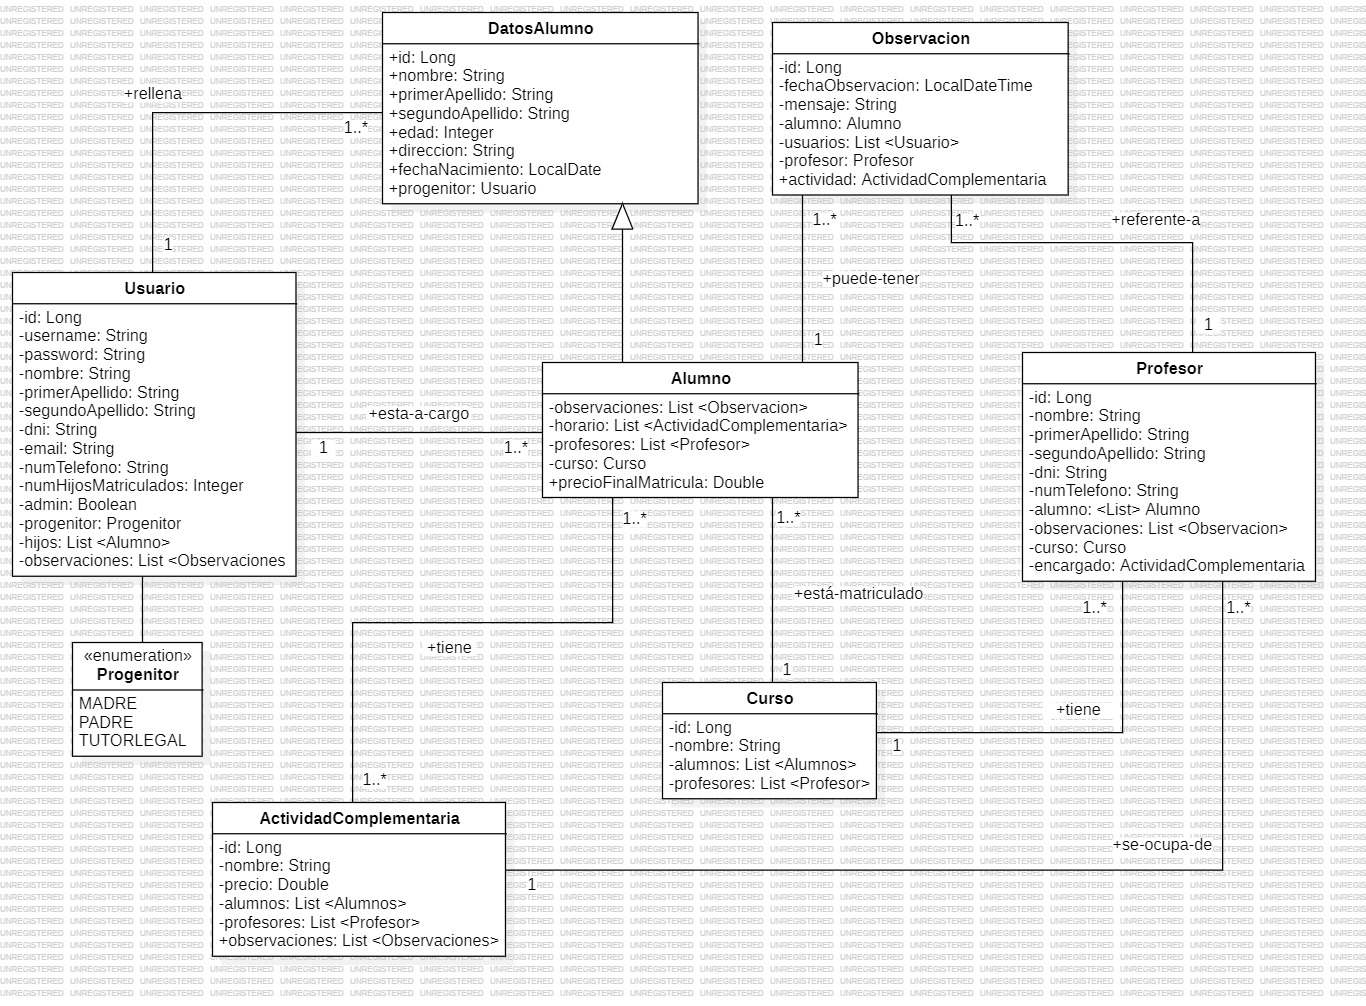 DatosAlumno
+id: Long
+nombre: String
+primerApellido: String
+segundoApellido: String
+edad: Integer
+direccion: String
+fechaNacimiento: LocalDate
+progenitor: Usuario
Observacion
-id: Long
-fechaObservacion: LocalDateTime
-mensaje: String
-alumno: Alumno
-usuarios: List <Usuario>
-profesor: Profesor
+actividad: ActividadComplementaria
+rellena
1..*
1
1..*
+puede-tener
1
1..*
+referente-a
1
Usuario
-id: Long
-username: String
-password: String
-nombre: String
-primerApellido: String
-segundoApellido: String
-dni: String
-email: String
-numTelefono: String
-numHijosMatriculados: Integer
-admin: Boolean
-progenitor: Progenitor
-hijos: List <Alumno>
-observaciones: List <Observaciones
+esta-a-cargo
1
1..*
Alumno
-observaciones: List <Observacion>
-horario: List <ActividadComplementaria>
-profesores: List <Profesor>
-curso: Curso
+precioFinalMatricula: Double
Profesor
-id: Long
-nombre: String
-primerApellido: String
-segundoApellido: String
-dni: String
-numTelefono: String
-alumno: <List> Alumno
-observaciones: List <Observacion>
-curso: Curso
-encargado: ActividadComplementaria
1..*
+tiene
1..*
1..*
+está-matriculado
1
1..*
+tiene
1
1..*
+se-ocupa-de
1
«enumeration»
Progenitor
MADRE
PADRE
TUTORLEGAL
Curso
-id: Long
-nombre: String
-alumnos: List <Alumnos>
-profesores: List <Profesor>
ActividadComplementaria
-id: Long
-nombre: String
-precio: Double
-alumnos: List <Alumnos>
-profesores: List <Profesor>
+observaciones: List <Observaciones>
UNREGISTERED